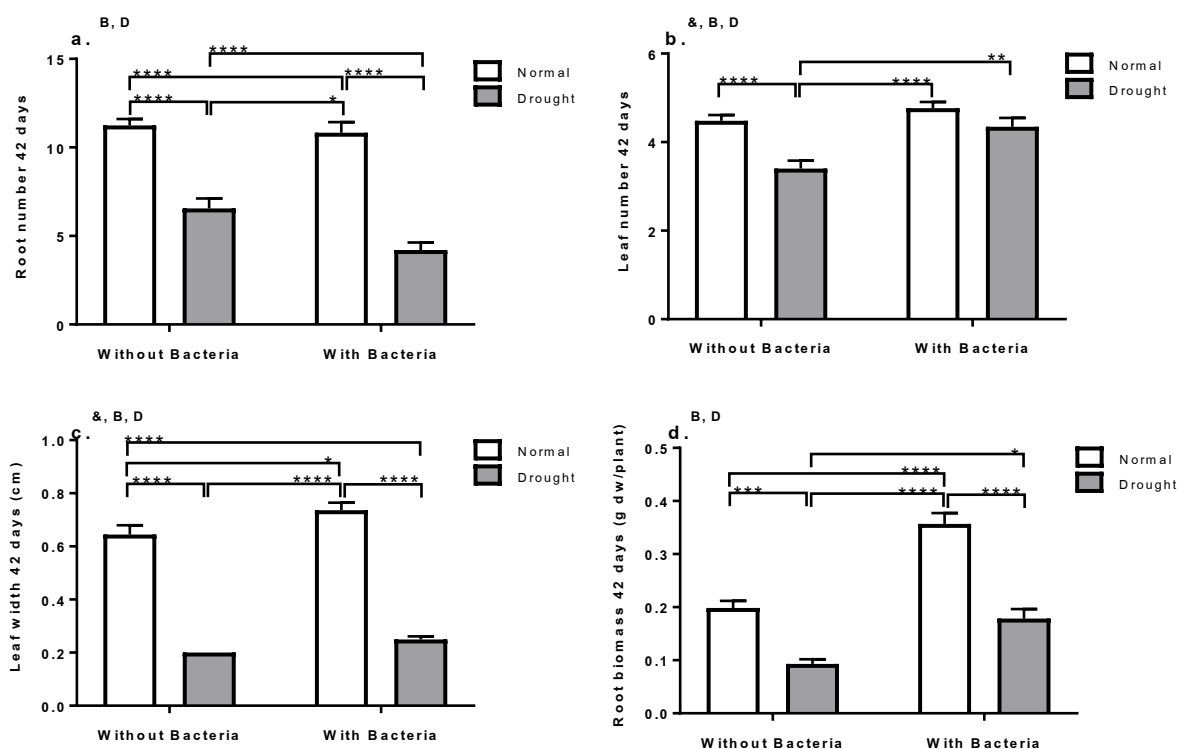 B, D
a.
****
****
****
****
*
Root number 42 days
15
10
5
0
Without Bacteria
With Bacteria
Normal
Drought
&, B, D
b.
**
****
****
Leaf number 42 days
6
4
2
0
Without Bacteria
With Bacteria
Normal
Drought
&, B, D
c.
****
*
****
****
****
Leaf width 42 days (cm)
1.0
0.8
0.6
0.4
0.2
0.0
Without Bacteria
With Bacteria
Normal
Drought
B, D
d.
*
****
***
****
****
Root biomass 42 days (g dw/plant)
0.5
0.4
0.3
0.2
0.1
0.0
Without Bacteria
With Bacteria
Normal
Drought